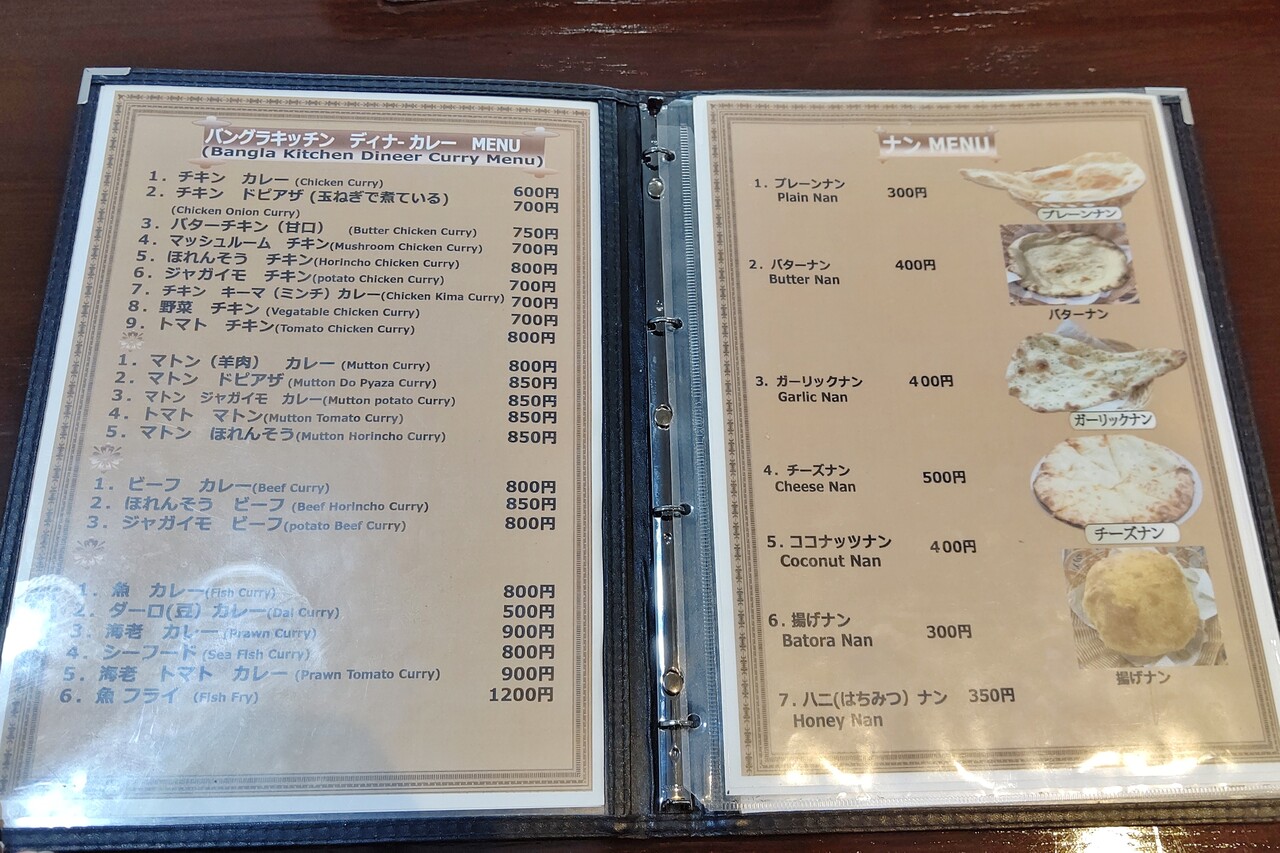 バングラキッチン ディナーカレー MENU
(Bangla Kitchen Dineer Curry Menu)
1. チキン カレー (Chicken Curry) 600円
2. チキン ドピアザ (玉ねぎで煮ている) 700円
(Chicken Onion Curry)
3. バターチキン（甘口） (Butter Chicken Curry) 750円
4. マッシュルーム チキン(Mushroom Chicken Curry) 700円
5. ほれんそう チキン(Horincho Chicken Curry) 800円
6. ジャガイモ チキン(potato Chicken Curry) 700円
7. チキン キーマ（ミンチ）カレー(Chicken Kima Curry) 700円
8. 野菜 チキン (Vegatable Chicken Curry) 700円
9. トマト チキン(Tomato Chicken Curry) 800円
1. マトン（羊肉） カレー (Mutton Curry) 800円
2. マトン ドピアザ (Mutton Do Pyaza Curry) 850円
3. マトン ジャガイモ カレー(Mutton potato Curry) 850円
4. トマト マトン(Mutton Tomato Curry) 850円
5. マトン ほれんそう(Mutton Horincho Curry) 850円
1. ビーフ カレー(Beef Curry) 800円
2. ほれんそう ビーフ (Beef Horincho Curry) 850円
3. ジャガイモ ビーフ(potato Beef Curry) 800円
1. 魚 カレー(Fish Curry) 800円
2. ダーロ(豆）カレー(Dal Curry) 500円
3. 海老 カレー (Prawn Curry) 900円
4. シーフード (Sea Fish Curry) 800円
5. 海老 トマト カレー (Prawn Tomato Curry) 900円
6. 魚 フライ (Fish Fry) 1200円
ナン MENU
1. プレーンナン 300円
Plain Nan
プレーンナン
2. バターナン 400円
Butter Nan
バターナン
3. ガーリックナン 400円
Garlic Nan
ガーリックナン
4. チーズナン 500円
Cheese Nan
チーズナン
5. ココナッツナン 400円
Coconut Nan
6. 揚げナン 300円
Batora Nan
揚げナン
7. ハニ(はちみつ）ナン 350円
Honey Nan